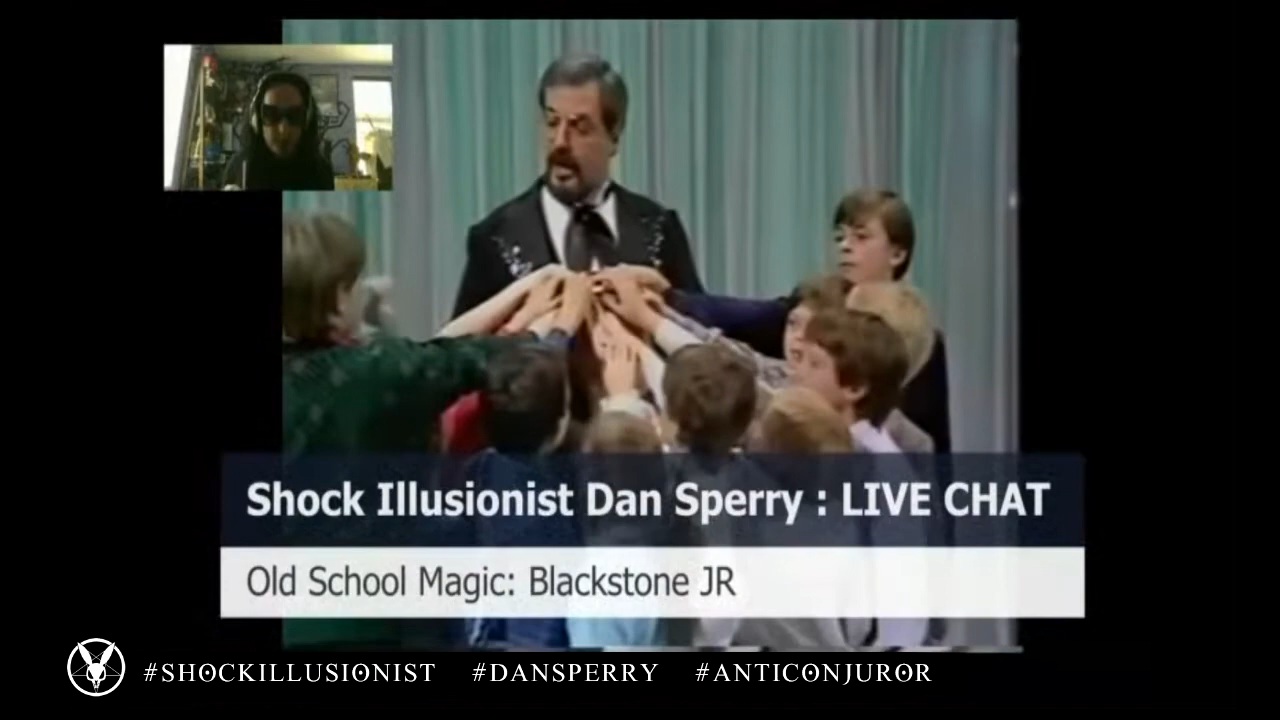 Shock Illusionist Dan Sperry : LIVE CHAT
Old School Magic: Blackstone JR
#SHOCKILLUSIONIST #DANSPERRY #ANTICONJUROR